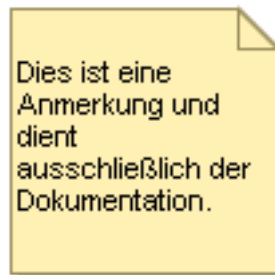 Dies ist eine
Anmerkung und
dient
ausschließlich der
Dokumentation.